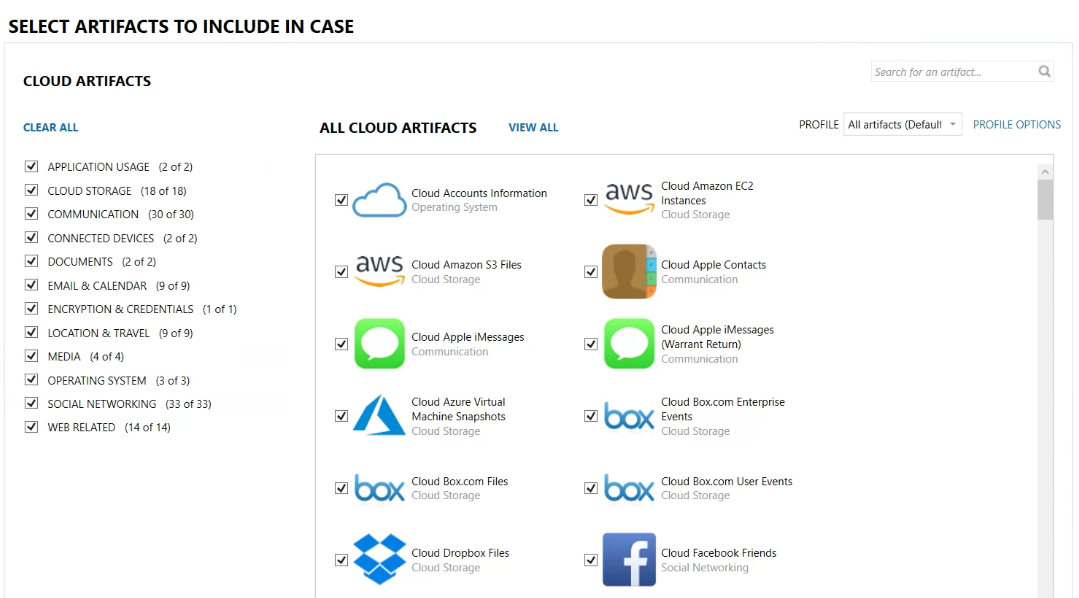 SELECT ARTIFACTS TO INCLUDE IN CASE
CLOUD ARTIFACTS
Search for an artifact...
CLEAR ALL
ALL CLOUD ARTIFACTS
VIEW ALL
PROFILE
All artifacts (Default
PROFILE OPTIONS
APPLICATION USAGE (2 of 2)
CLOUD STORAGE (18 of 18)
COMMUNICATION (30 of 30)
CONNECTED DEVICES (2 of 2)
DOCUMENTS (2 of 2)
EMAIL & CALENDAR (9 of 9)
ENCRYPTION & CREDENTIALS (1 of 1)
LOCATION & TRAVEL (9 of 9)
MEDIA (4 of 4)
OPERATING SYSTEM (3 of 3)
SOCIAL NETWORKING (33 of 33)
WEB RELATED (14 of 14)
Cloud Accounts Information
Operating System
aws
Cloud Amazon EC2
Instances
Cloud Storage
aws
Cloud Amazon S3 Files
Cloud Storage
Cloud Apple Contacts
Communication
Cloud Apple iMessages
Communication
Cloud Apple iMessages
(Warrant Return)
Communication
Cloud Azure Virtual
Machine Snapshots
Cloud Storage
box
Cloud Box.com Enterprise
Events
Cloud Storage
box
Cloud Box.com Files
Cloud Storage
box
Cloud Box.com User Events
Cloud Storage
Cloud Dropbox Files
Cloud Storage
f
Cloud Facebook Friends
Social Networking